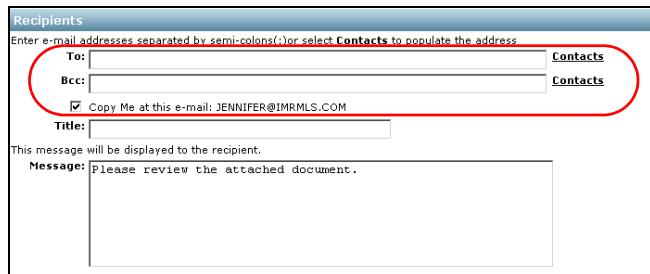 Recipients
Enter e-mail addresses separated by semi-colons(;)or select Contacts to populate the address
To: Contacts
Bcc: Contacts
Copy Me at this e-mail: JENNIFER@IMRMLS.COM
Title:
This message will be displayed to the recipient.
Message: Please review the attached document.